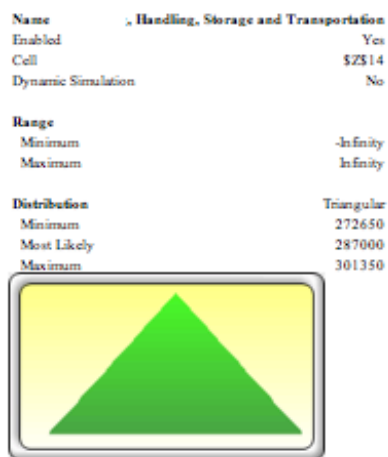 Name ;, Handling, Storage and Transportation
Enabled Yes
Cell $Z$14
Dynamic Simulation No
Range
Minimum -Infinity
Maximum Infinity
Distribution Triangular
Minimum 272650
Most Likely 287000
Maximum 301350